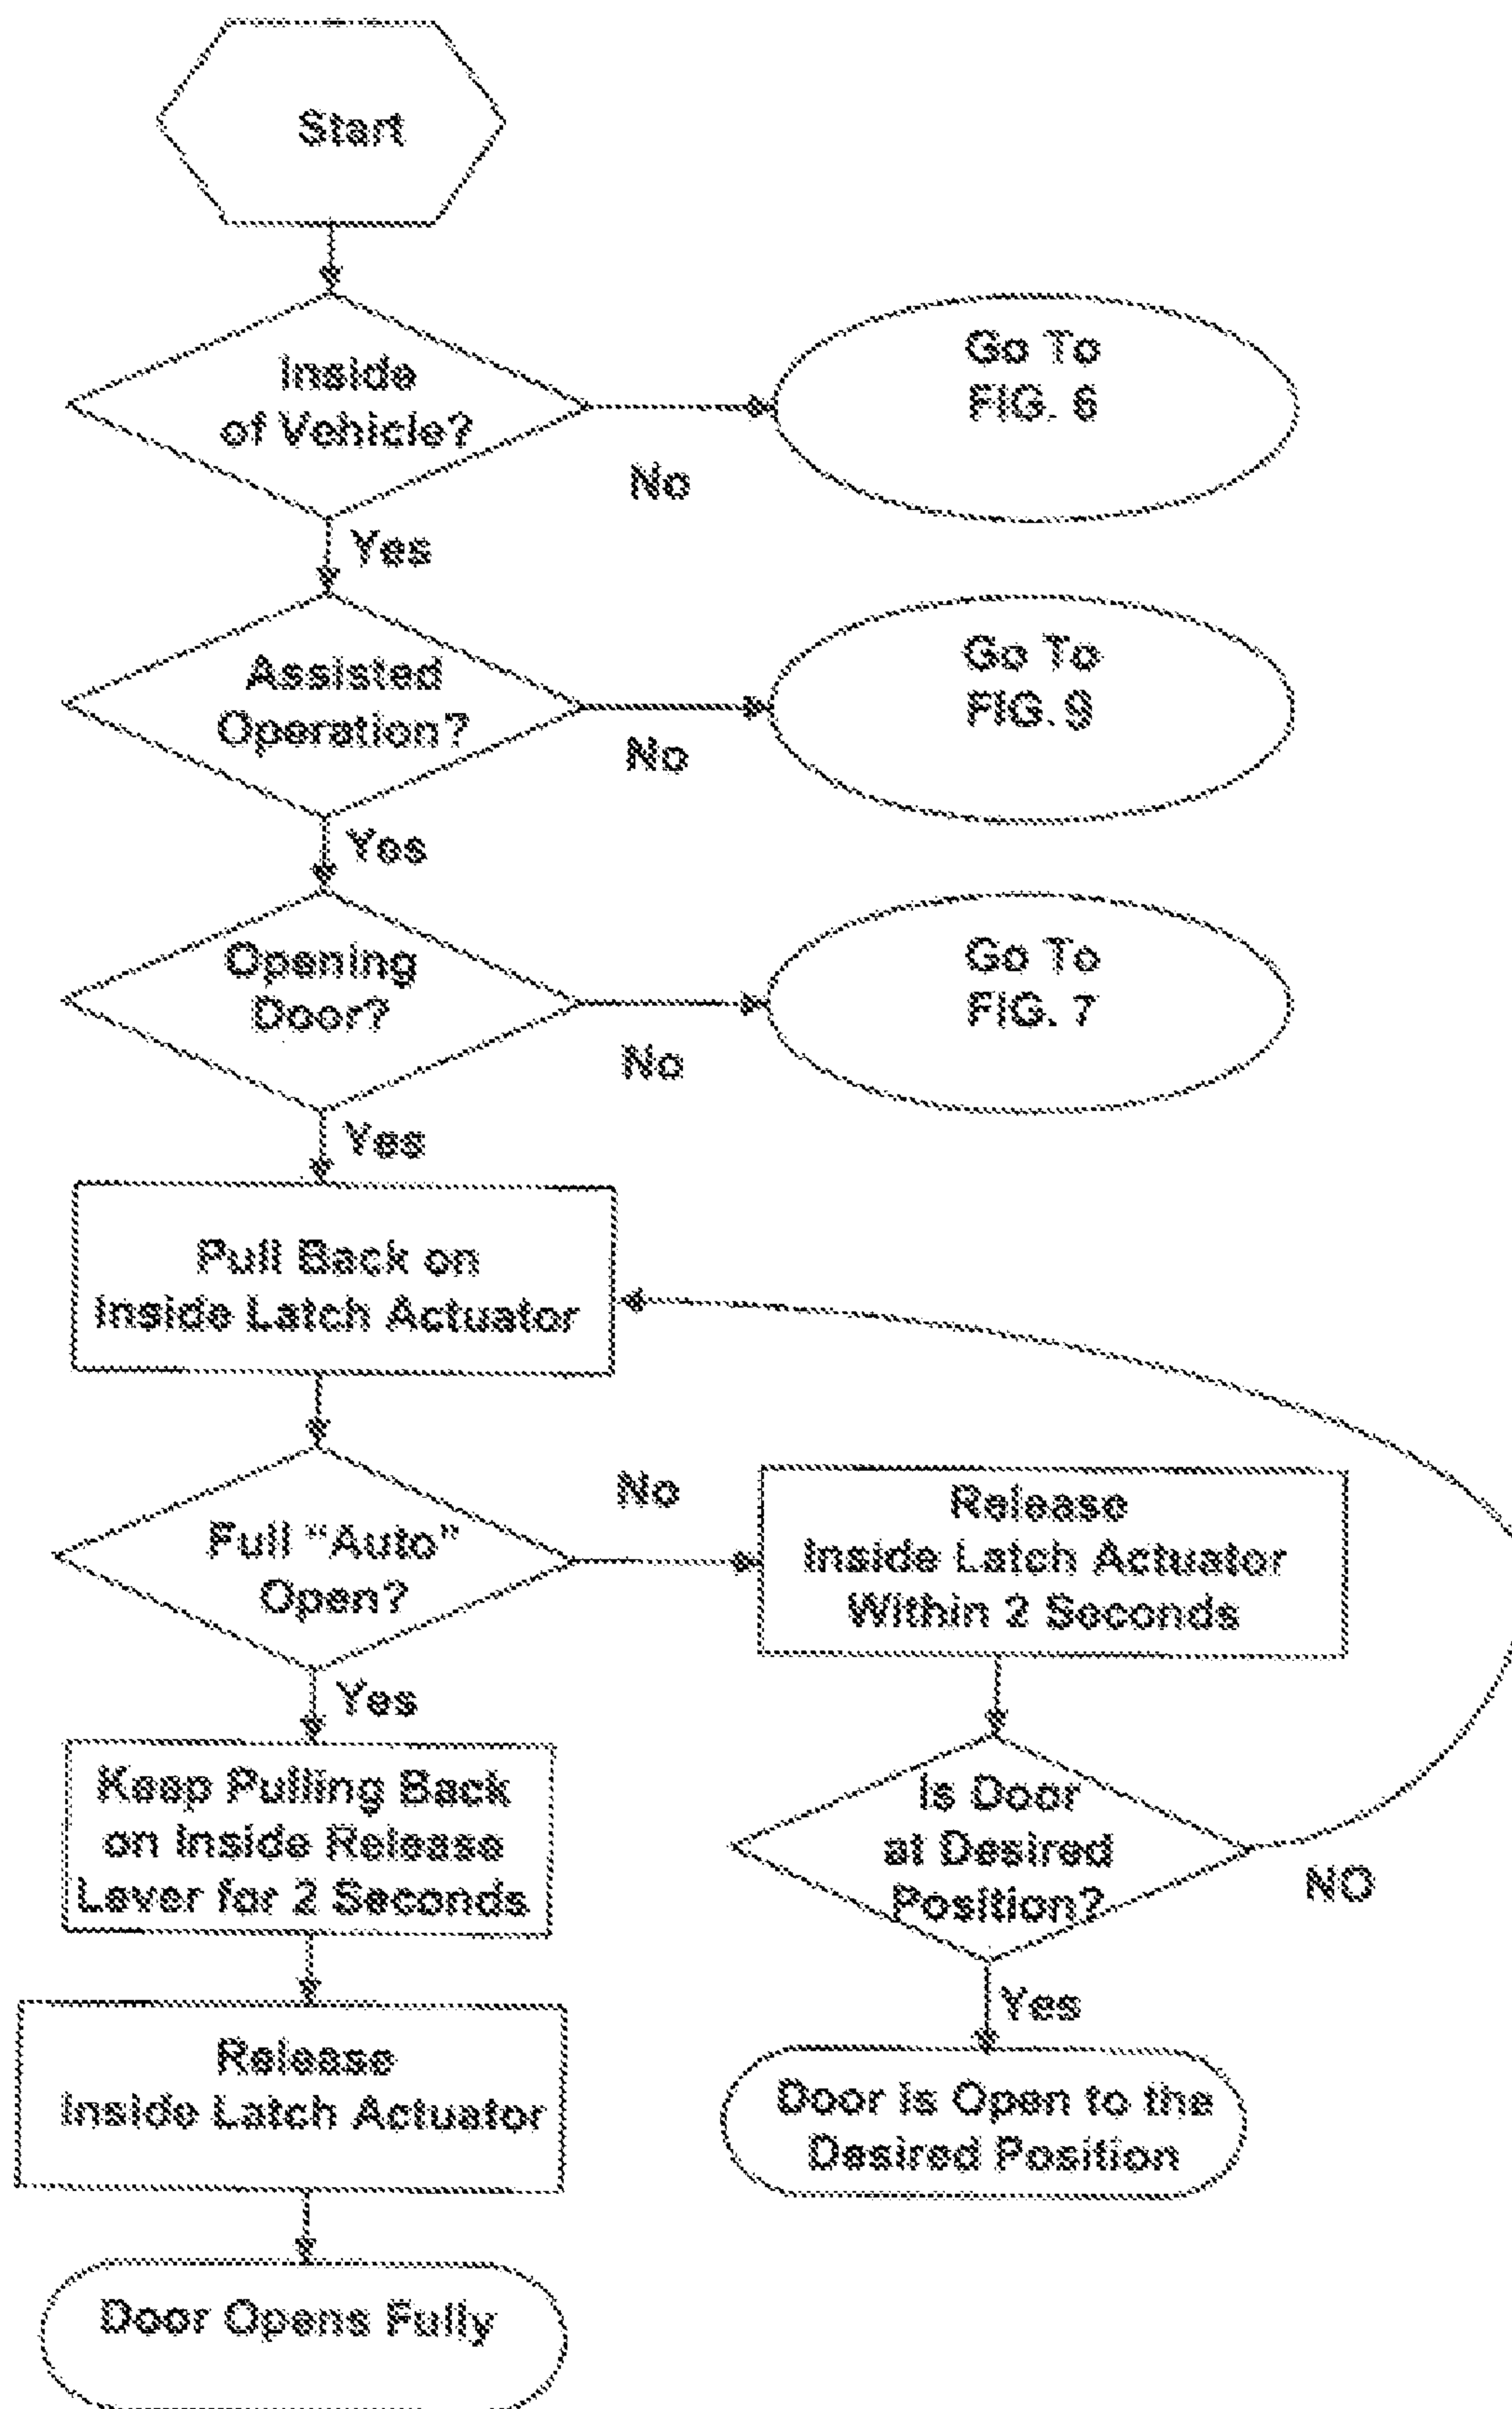 Start
Inside
of Vehicle?
No
Go To
FIG. 6
Yes
Assisted
Operation?
No
Go To
FIG. 9
Yes
Opening
Door?
No
Go To
FIG. 7
Yes
Pull Back on
Inside Latch Actuator
Full "Auto"
Open?
No
Release
Inside Latch Actuator
Within 2 Seconds
Yes
Keep Pulling Back
on Inside Release
Lever for 2 Seconds
Is Door
at Desired
Position?
NO
Yes
Release
Inside Latch Actuator
Door is Open to the
Desired Position
Door Opens Fully